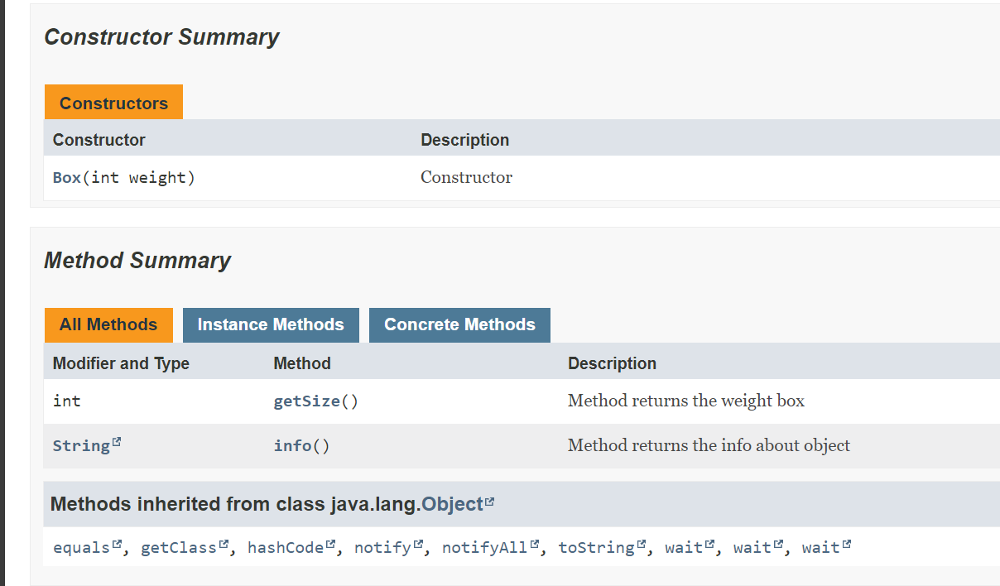 Constructor Summary
Constructors
Constructor Description
Box(int weight) Constructor
Method Summary
All Methods Instance Methods Concrete Methods
Modifier and Type Method Description
int getSize() Method returns the weight box
String info() Method returns the info about object
Methods inherited from class java.lang.Object
equals, getClass, hashCode, notify, notifyAll, toString, wait, wait, wait